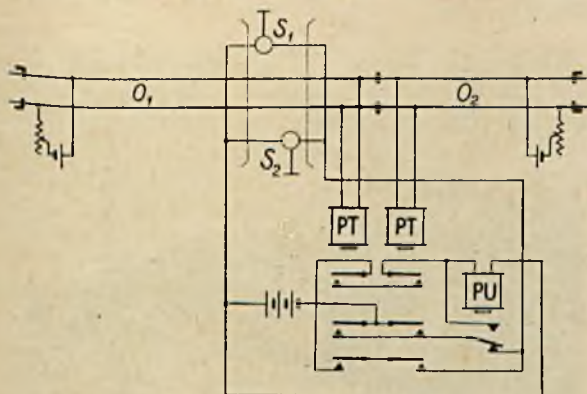 S₁
O₁ O₂
S₂
PT PT
PU